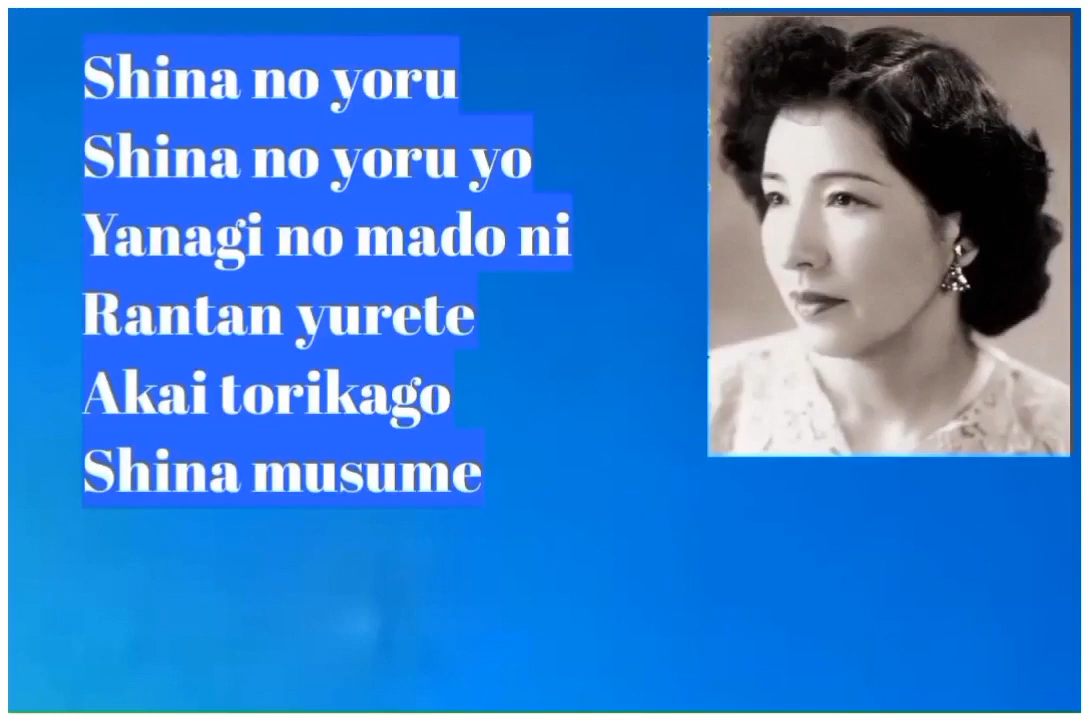 Shina no yoru
Shina no yoru yo
Yanagi no mado ni
Rantan yurete
Akai torikago
Shina musume